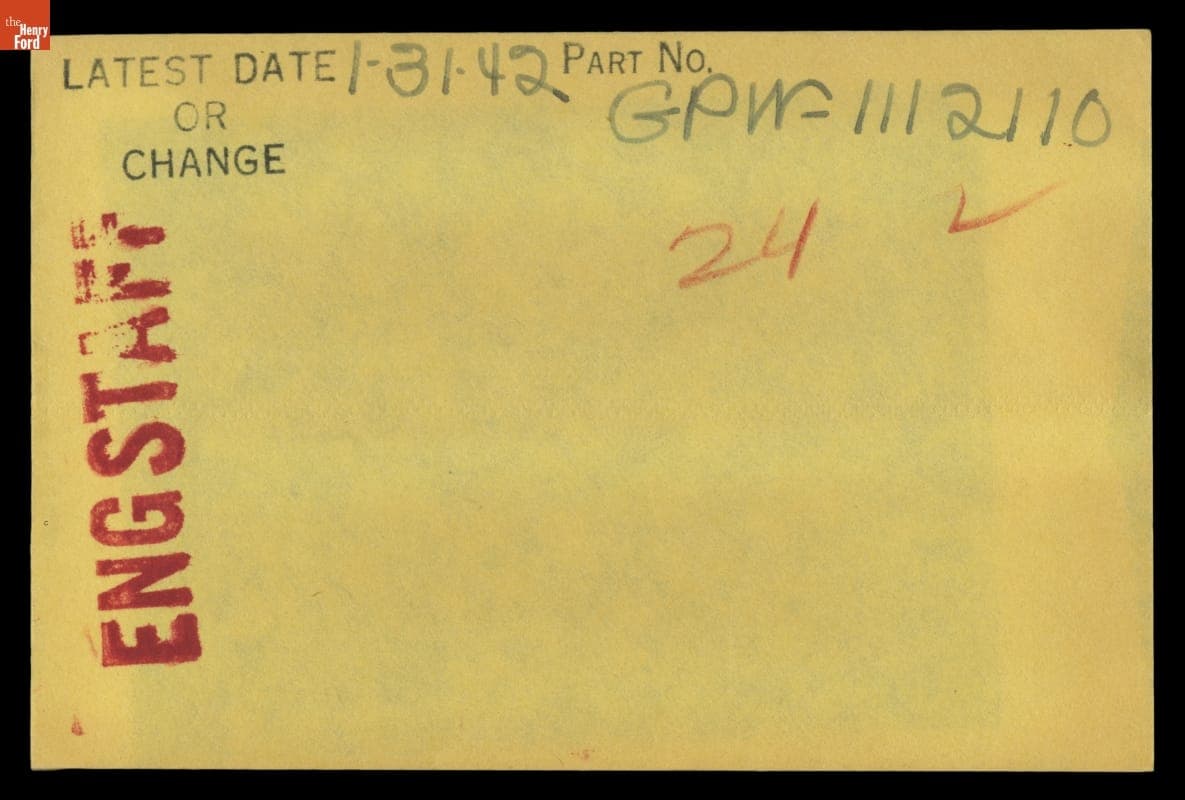 the
Henry
Ford
LATEST DATE 1-31-42 PART NO.
OR
CHANGE
GPW-1112110
24
ENGSTAFF